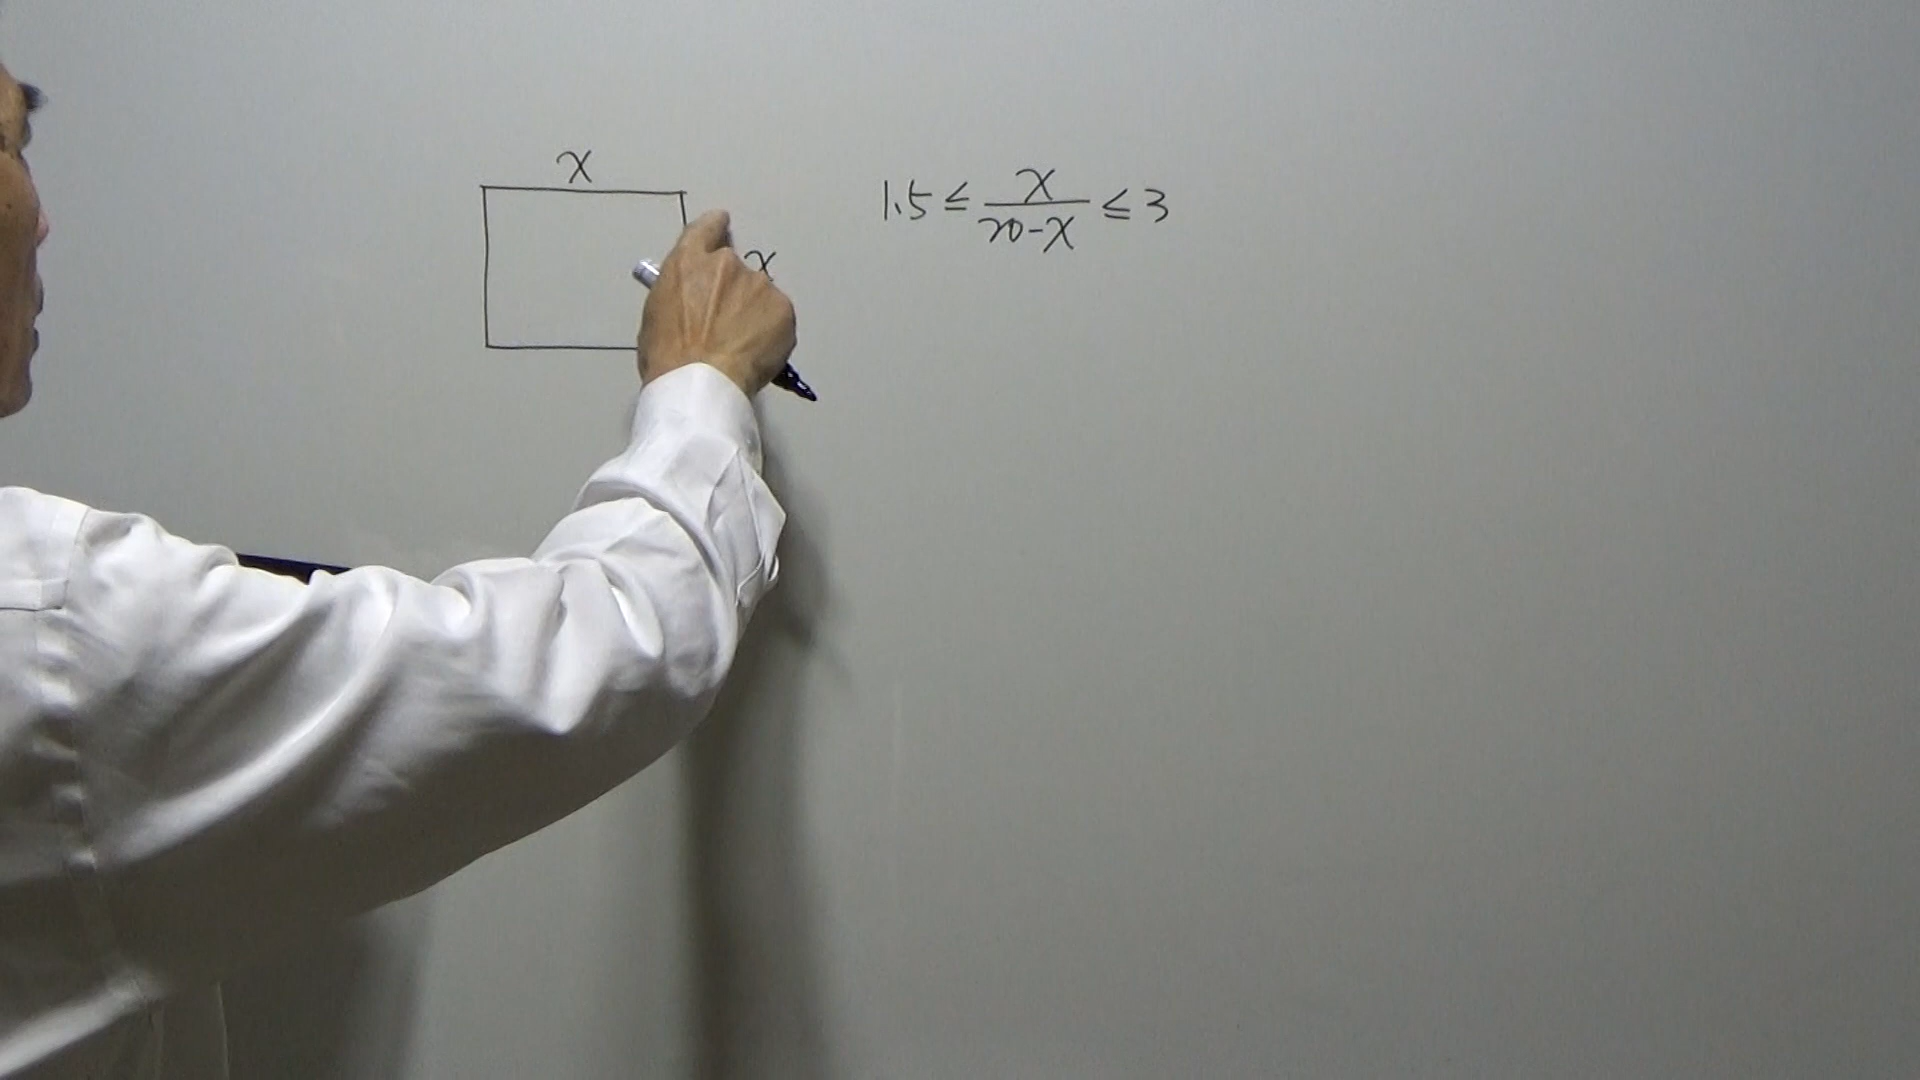 x
x
1.5 ≤ x/(20-x) ≤ 3